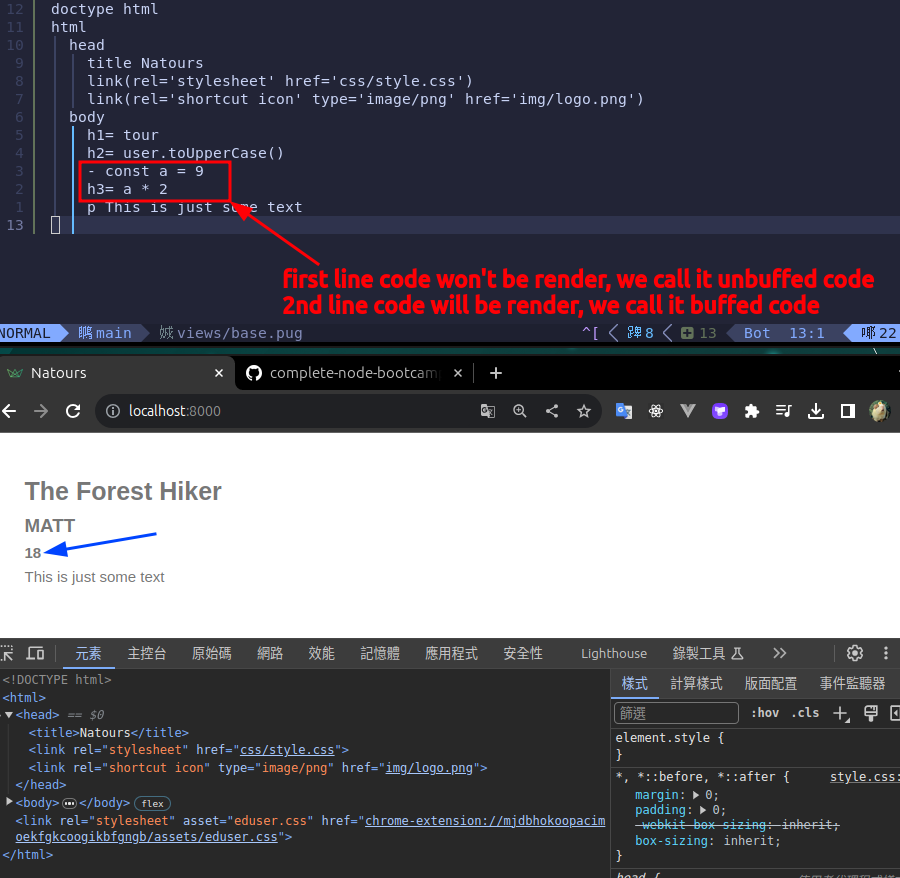 12 doctype html
11 html
10 head
9 title Natours
8 link(rel='stylesheet' href='css/style.css')
7 link(rel='shortcut icon' type='image/png' href='img/logo.png')
6 body
5 h1= tour
4 h2= user.toUpperCase()
3 - const a = 9
2 h3= a * 2
1 p This is just some text
13
first line code won't be render, we call it unbuffed code
2nd line code will be render, we call it buffed code
NORMAL main views/base.pug ^[ 8 13 Bot 13:1 22
Natours
complete-node-bootcamp
localhost:8000
The Forest Hiker
MATT
18
This is just some text
元素 主控台 原始碼 網路 效能 記憶體 應用程式 安全性 Lighthouse 錄製工具
<!DOCTYPE html>
<html>
<head> == $0
<title>Natours</title>
<link rel="stylesheet" href="css/style.css">
<link rel="shortcut icon" type="image/png" href="img/logo.png">
</head>
<body> </body> flex
<link rel="stylesheet" asset="eduser.css" href="chrome-extension://mjdbhokoopacim
oekfgkcoogikbfgngb/assets/eduser.css">
</html>
樣式 計算樣式 版面配置 事件監聽器
篩選 :hov .cls
element.style {
}
*, *::before, *::after { style.css:
margin: 0;
padding: 0;
-webkit-box-sizing: inherit;
box-sizing: inherit;
}